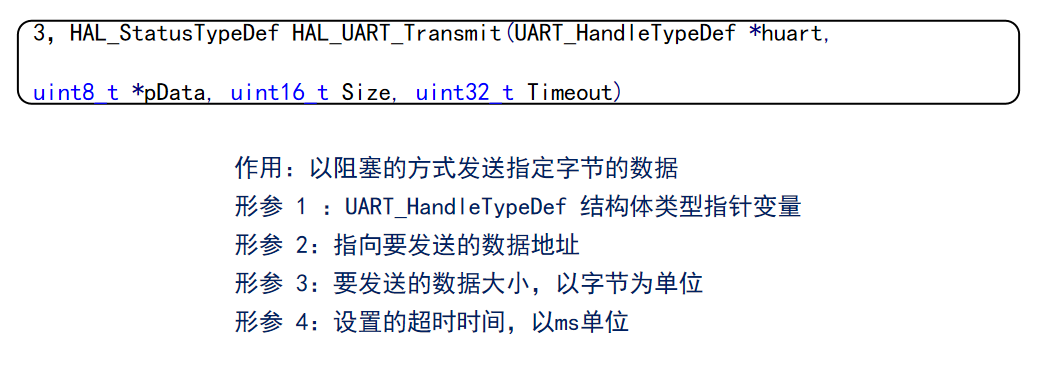 3，HAL_StatusTypeDef HAL_UART_Transmit(UART_HandleTypeDef *huart,
uint8_t *pData, uint16_t Size, uint32_t Timeout)
作用：以阻塞的方式发送指定字节的数据
形参 1 ：UART_HandleTypeDef 结构体类型指针变量
形参 2：指向要发送的数据地址
形参 3：要发送的数据大小，以字节为单位
形参 4：设置的超时时间，以ms单位